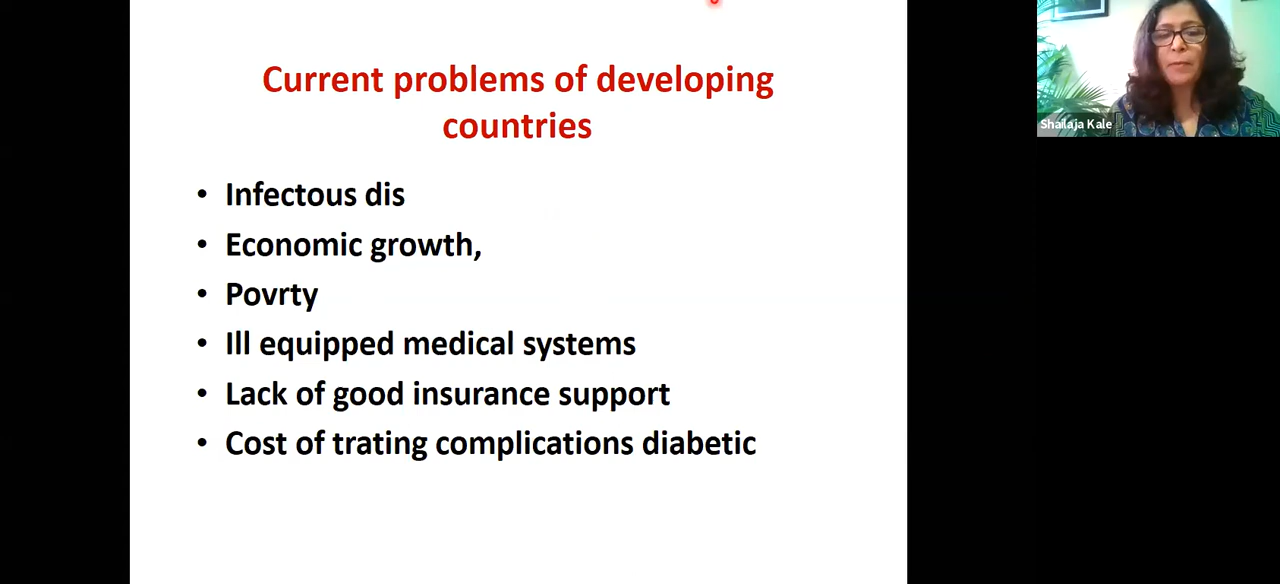 Current problems of developing
countries
• Infectous dis
• Economic growth,
• Povrty
• Ill equipped medical systems
• Lack of good insurance support
• Cost of trating complications diabetic
Shailaja Kale